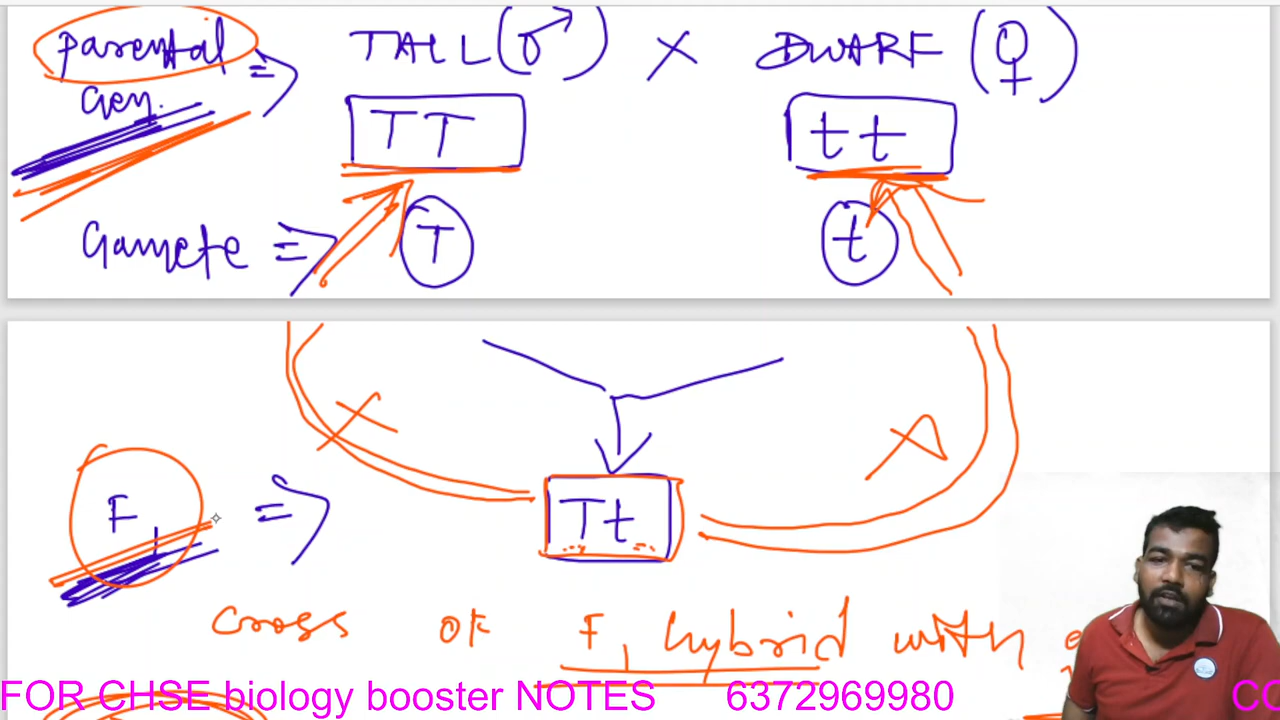 parental => TALL (♂) × DWARF (♀)
Gen.
TT tt
Gamete => T t
F1 => Tt
Cross of F1 hybrid with
FOR CHSE biology booster NOTES 6372969980